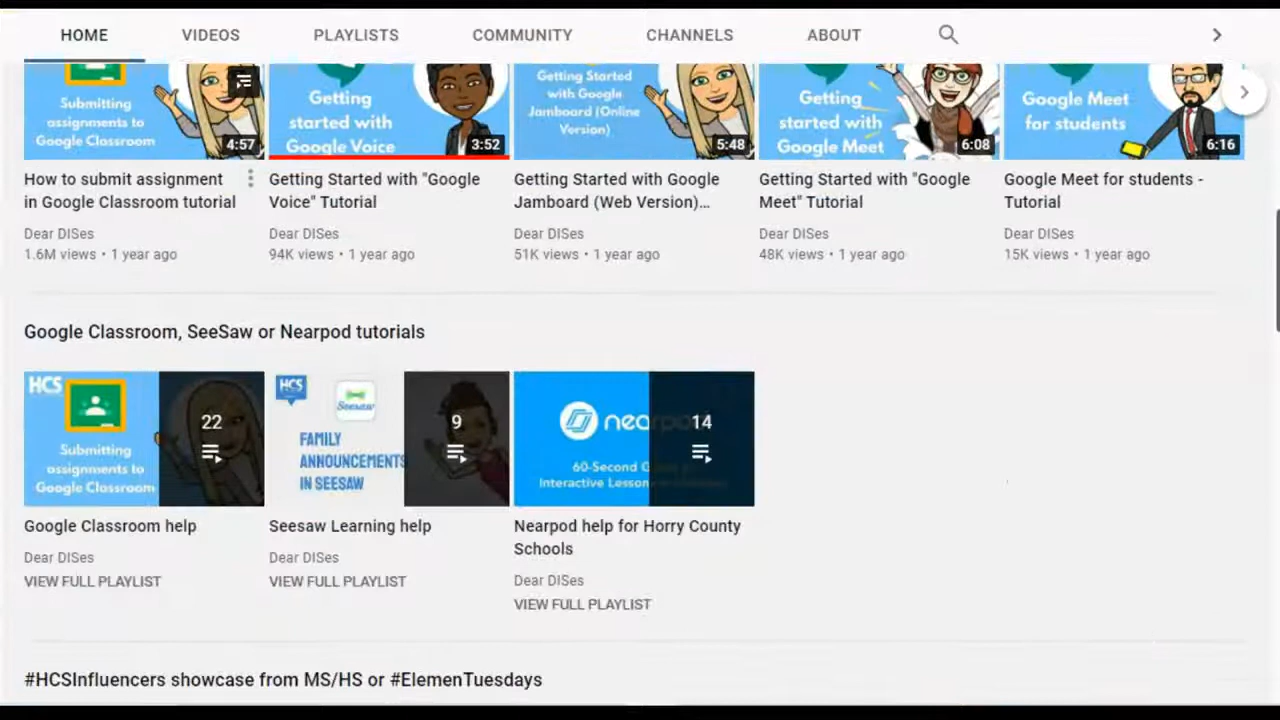 HOME VIDEOS PLAYLISTS COMMUNITY CHANNELS ABOUT
Submitting
assignments to
Google Classroom
4:57
Getting
started with
Google Voice
3:52
Getting Started
with Google
Jamboard (Online
Version)
5:48
Getting
started with
Google Meet
6:08
Google Meet
for students
6:16
How to submit assignment
in Google Classroom tutorial
Dear DISes
1.6M views • 1 year ago
Getting Started with "Google
Voice" Tutorial
Dear DISes
94K views • 1 year ago
Getting Started with Google
Jamboard (Web Version)...
Dear DISes
51K views • 1 year ago
Getting Started with "Google
Meet" Tutorial
Dear DISes
48K views • 1 year ago
Google Meet for students -
Tutorial
Dear DISes
15K views • 1 year ago
Google Classroom, SeeSaw or Nearpod tutorials
HCS
Submitting
assignments to
Google Classroom
22
HCS
Seesaw
FAMILY
ANNOUNCEMENTS
IN SEESAW
9
nearpod
60-Second
Interactive Lesson
14
Google Classroom help
Dear DISes
VIEW FULL PLAYLIST
Seesaw Learning help
Dear DISes
VIEW FULL PLAYLIST
Nearpod help for Horry County
Schools
Dear DISes
VIEW FULL PLAYLIST
#HCSInfluencers showcase from MS/HS or #ElemenTuesdays